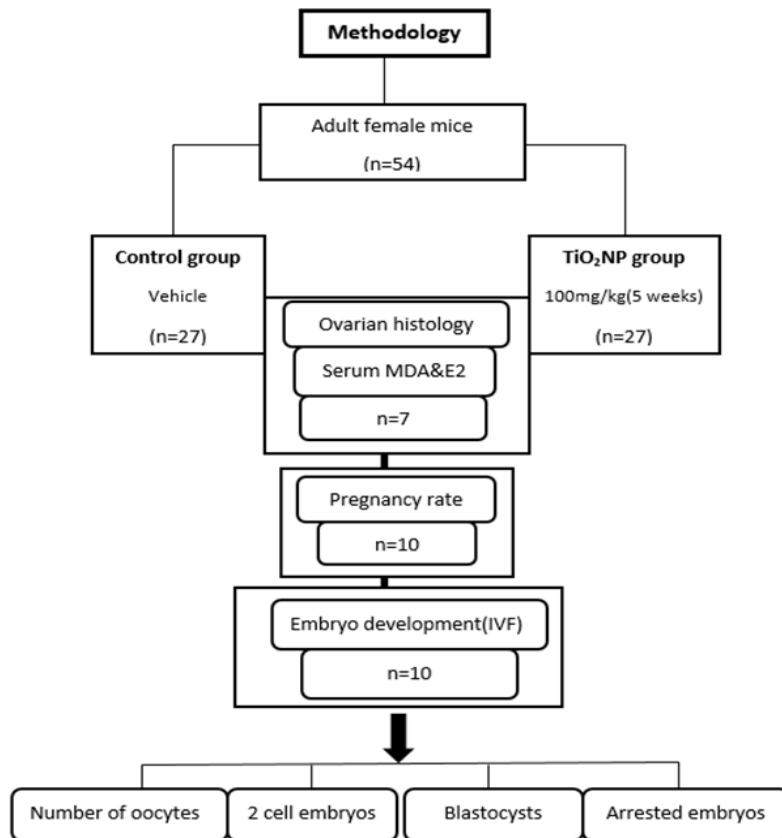 Methodology
Adult female mice
(n=54)
Control group
Vehicle
(n=27)
TiO₂NP group
100mg/kg(5 weeks)
(n=27)
Ovarian histology
Serum MDA&E2
n=7
Pregnancy rate
n=10
Embryo development(IVF)
n=10
Number of oocytes
2 cell embryos
Blastocysts
Arrested embryos